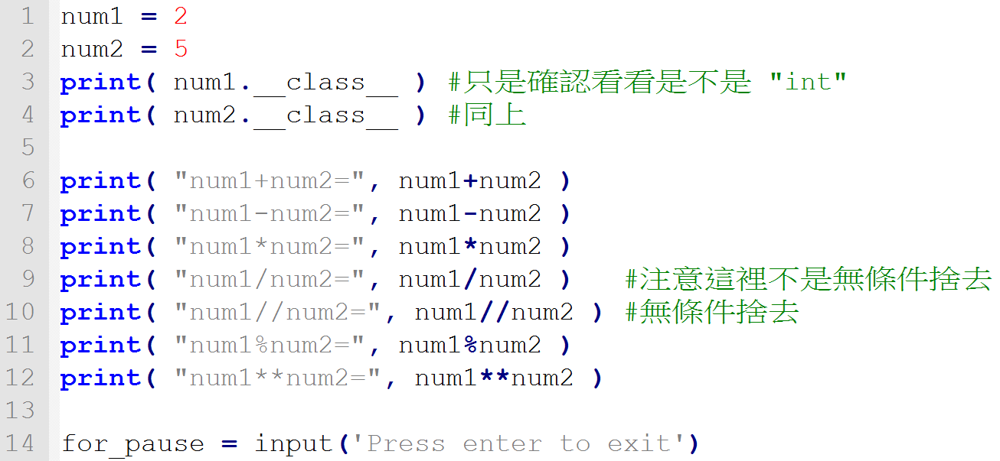 1 num1 = 2
2 num2 = 5
3 print( num1.__class__ ) #只是確認看看是不是 "int"
4 print( num2.__class__ ) #同上
5
6 print( "num1+num2=", num1+num2 )
7 print( "num1-num2=", num1-num2 )
8 print( "num1*num2=", num1*num2 )
9 print( "num1/num2=", num1/num2 )   #注意這裡不是無條件捨去
10 print( "num1//num2=", num1//num2 ) #無條件捨去
11 print( "num1%num2=", num1%num2 )
12 print( "num1**num2=", num1**num2 )
13
14 for_pause = input('Press enter to exit')